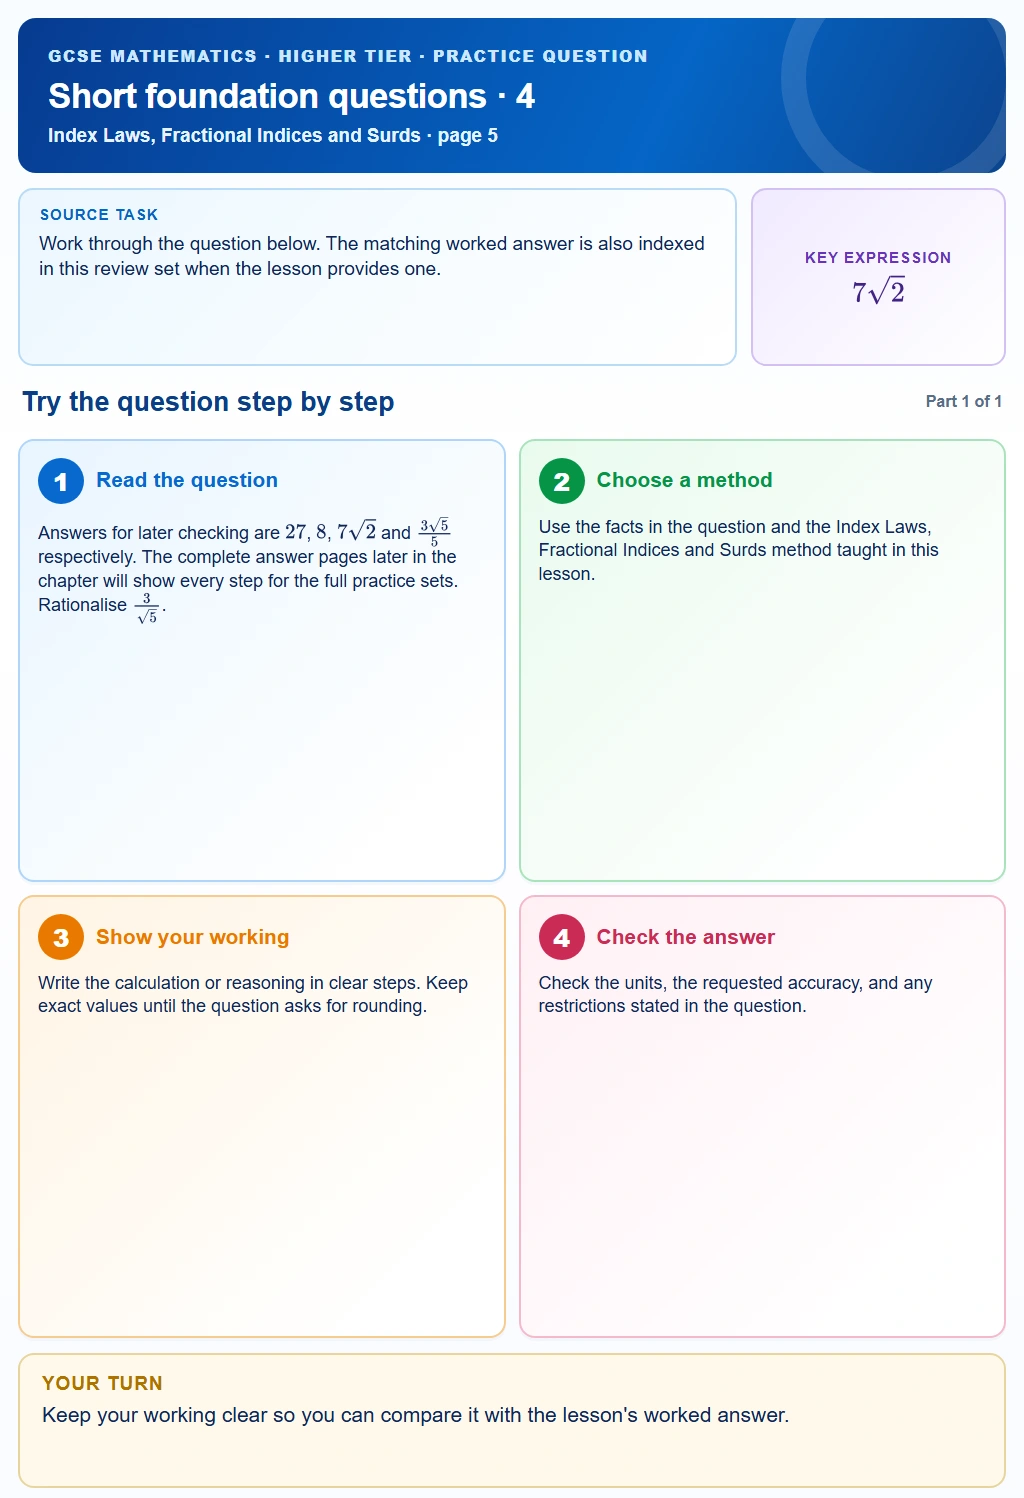 GCSE MATHEMATICS · HIGHER TIER · PRACTICE QUESTION
Short foundation questions · 4
Index Laws, Fractional Indices and Surds · page 5
SOURCE TASK
Work through the question below. The matching worked answer is also indexed
in this review set when the lesson provides one.
KEY EXPRESSION
7√2
Try the question step by step
Part 1 of 1
1 Read the question
Answers for later checking are 27, 8, 7√2 and 3√5/5
respectively. The complete answer pages later in the
chapter will show every step for the full practice sets.
Rationalise 3/√5.
2 Choose a method
Use the facts in the question and the Index Laws,
Fractional Indices and Surds method taught in this
lesson.
3 Show your working
Write the calculation or reasoning in clear steps. Keep
exact values until the question asks for rounding.
4 Check the answer
Check the units, the requested accuracy, and any
restrictions stated in the question.
YOUR TURN
Keep your working clear so you can compare it with the lesson's worked answer.